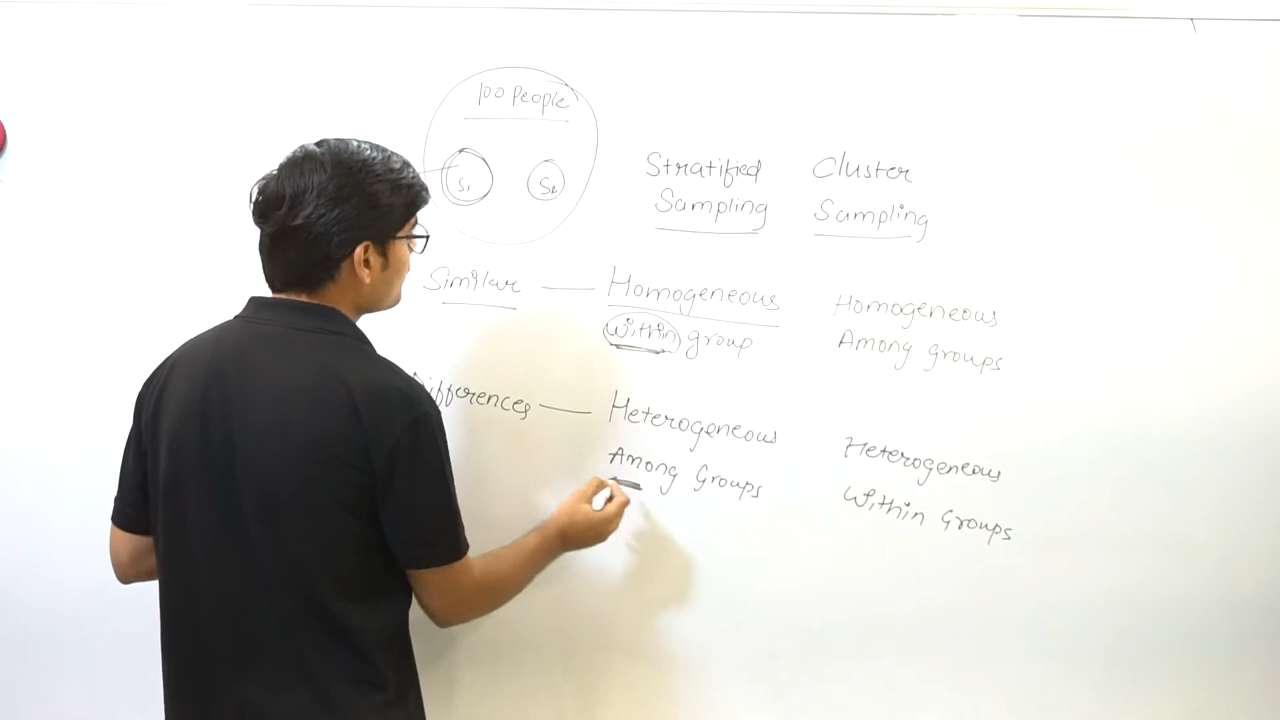 100 People
S1 S2
Stratified Sampling
Cluster Sampling
Similar — Homogeneous within group
Homogeneous Among groups
Differences — Heterogeneous Among Groups
Heterogeneous Within Groups